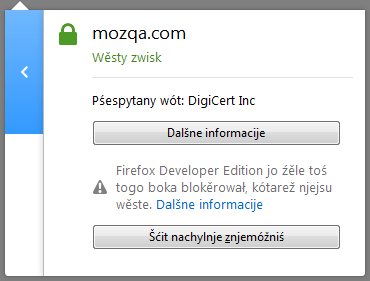 mozqa.com
Wěsty zwisk
Pśespytany wót: DigiCert Inc
Dalšne informacije
Firefox Developer Edition jo źěle toś
togo boka blokěrował, kótarež njejsu
wěste. Dalšne informacije
Šćit nachylnje znjemóžniś